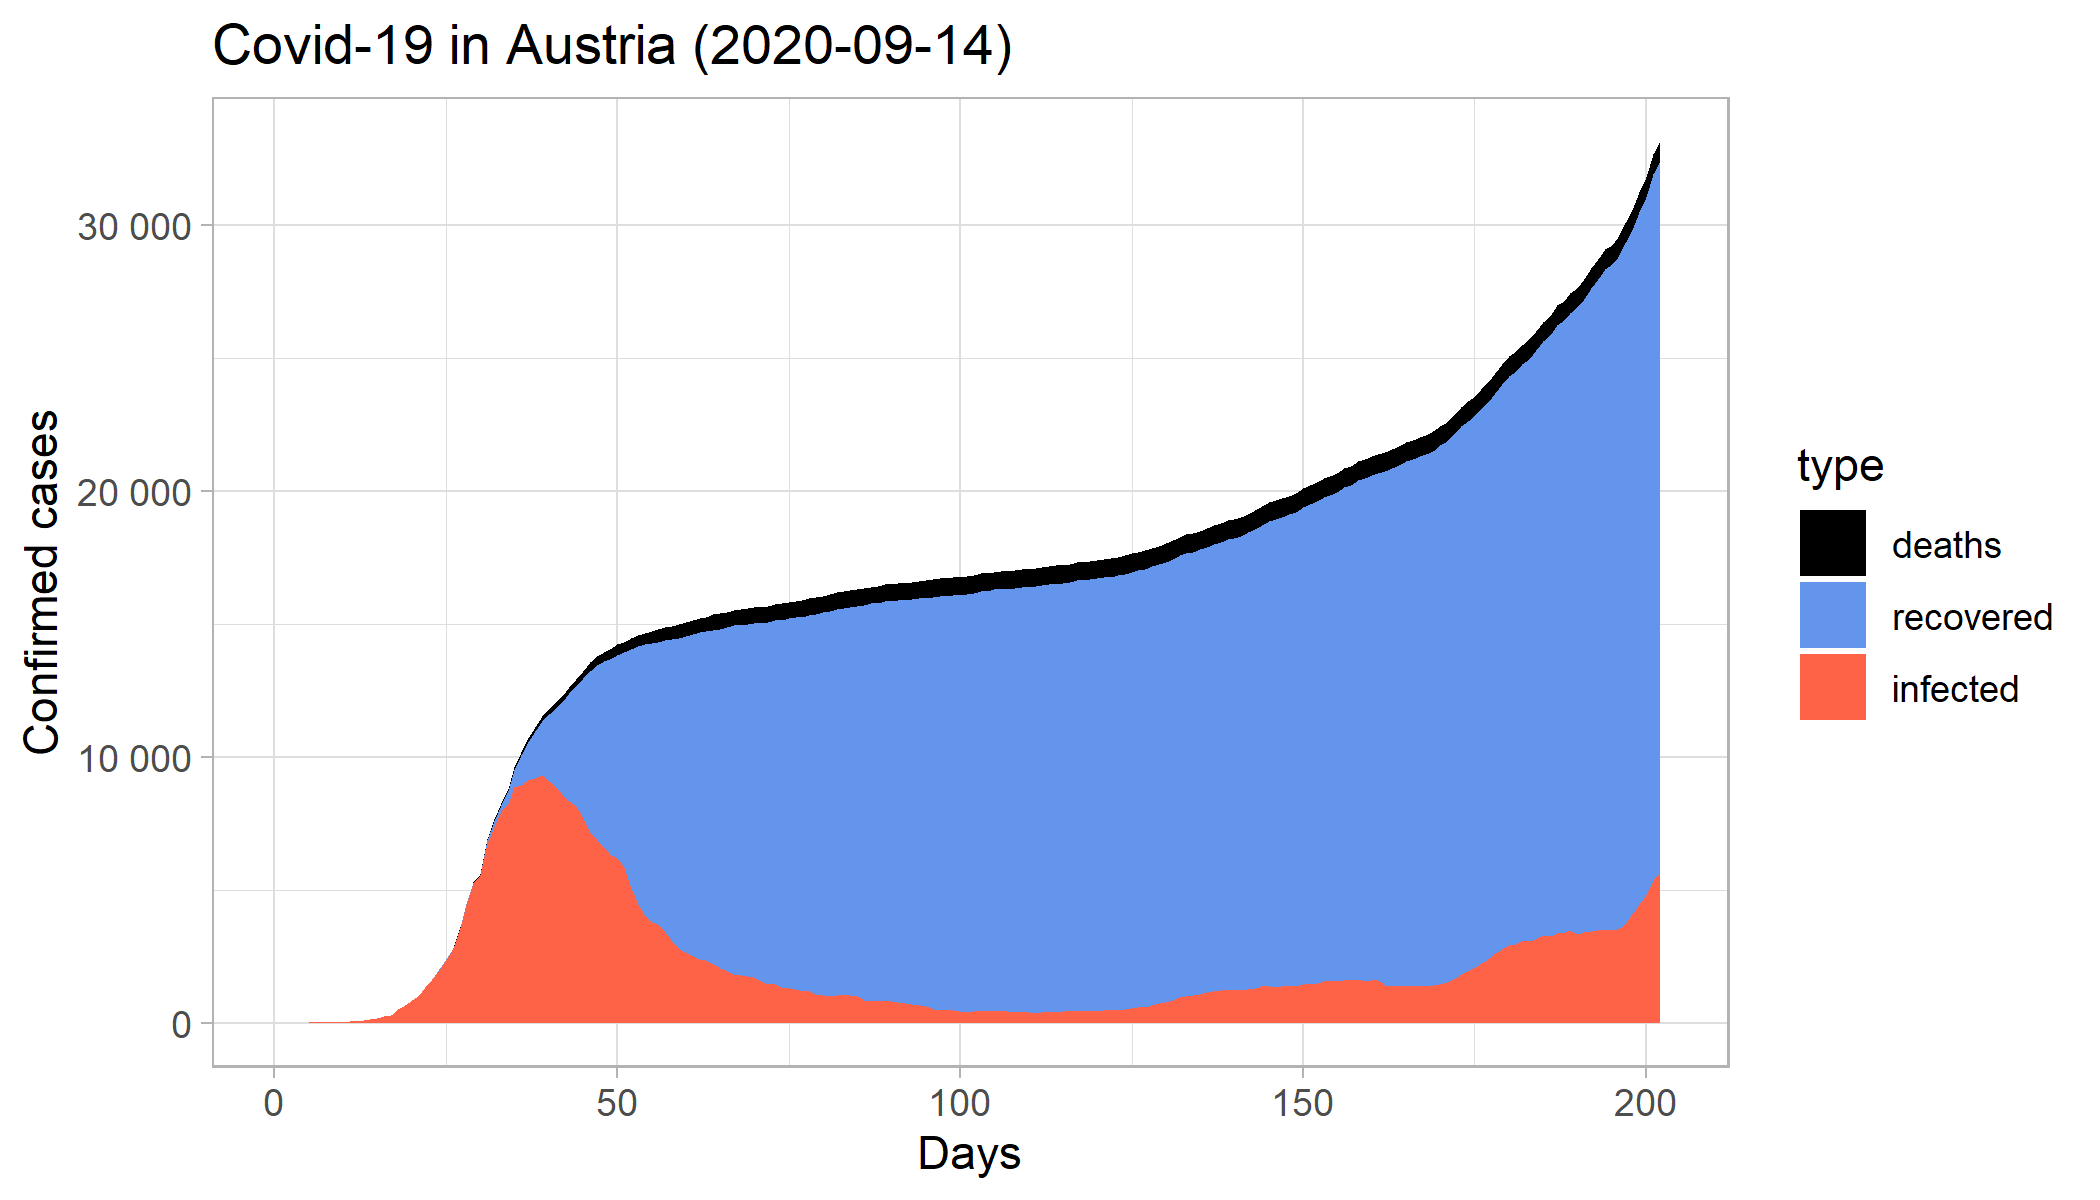 Covid-19 in Austria (2020-09-14)
Confirmed cases
30 000
20 000
10 000
0
0 50 100 150 200
Days
type
deaths
recovered
infected